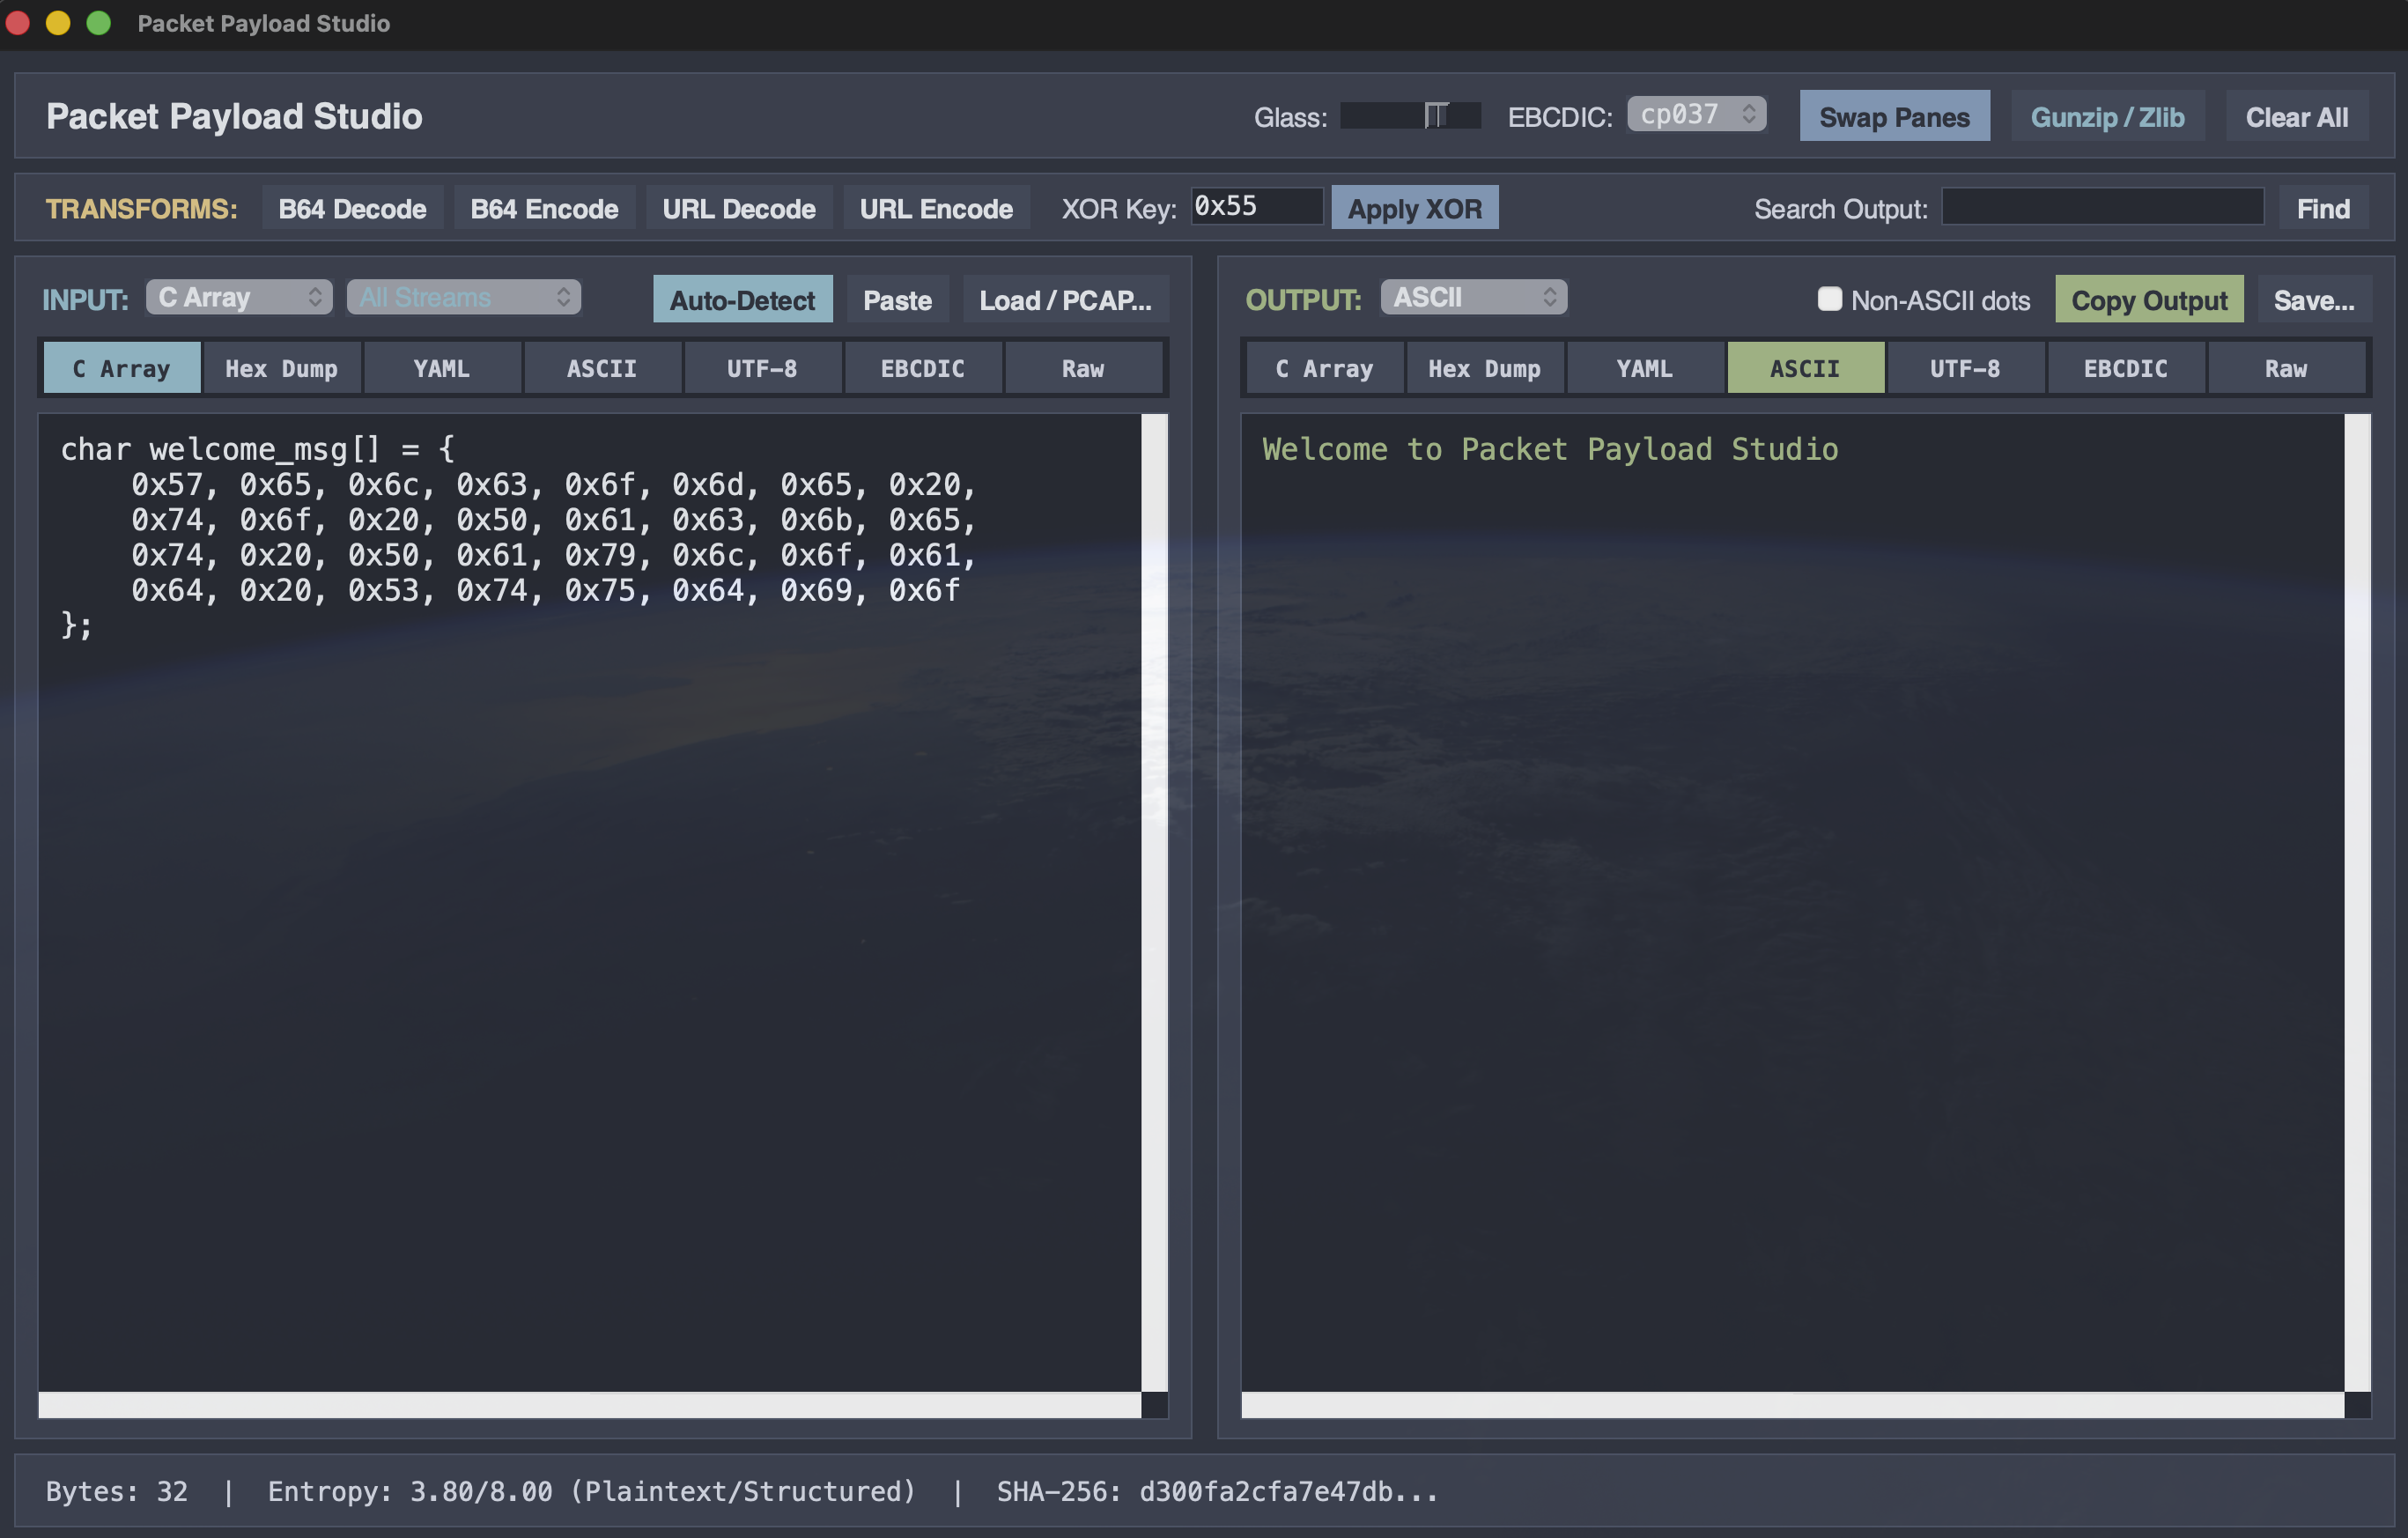 Packet Payload Studio
Packet Payload Studio
Glass:
EBCDIC: cp037
Swap Panes
Gunzip / Zlib
Clear All
TRANSFORMS:
B64 Decode
B64 Encode
URL Decode
URL Encode
XOR Key: 0x55
Apply XOR
Search Output:
Find
INPUT: C Array
All Streams
Auto-Detect
Paste
Load / PCAP...
C Array
Hex Dump
YAML
ASCII
UTF-8
EBCDIC
Raw
char welcome_msg[] = {
    0x57, 0x65, 0x6c, 0x63, 0x6f, 0x6d, 0x65, 0x20,
    0x74, 0x6f, 0x20, 0x50, 0x61, 0x63, 0x6b, 0x65,
    0x74, 0x20, 0x50, 0x61, 0x79, 0x6c, 0x6f, 0x61,
    0x64, 0x20, 0x53, 0x74, 0x75, 0x64, 0x69, 0x6f
};
OUTPUT: ASCII
Non-ASCII dots
Copy Output
Save...
C Array
Hex Dump
YAML
ASCII
UTF-8
EBCDIC
Raw
Welcome to Packet Payload Studio
Bytes: 32 | Entropy: 3.80/8.00 (Plaintext/Structured) | SHA-256: d300fa2cfa7e47db...